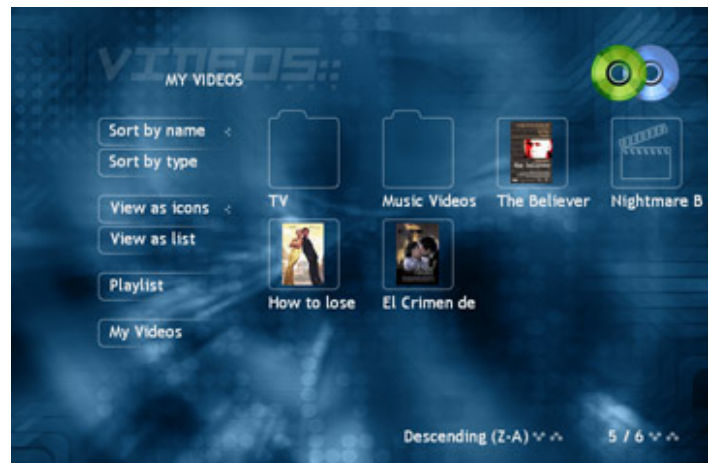 VIDEOS::
MY VIDEOS
Sort by name <
Sort by type
View as icons <
View as list
Playlist
My Videos
TV
Music Videos
The Believer
Nightmare B
How to lose
El Crimen de
Descending (Z-A)
5 / 6